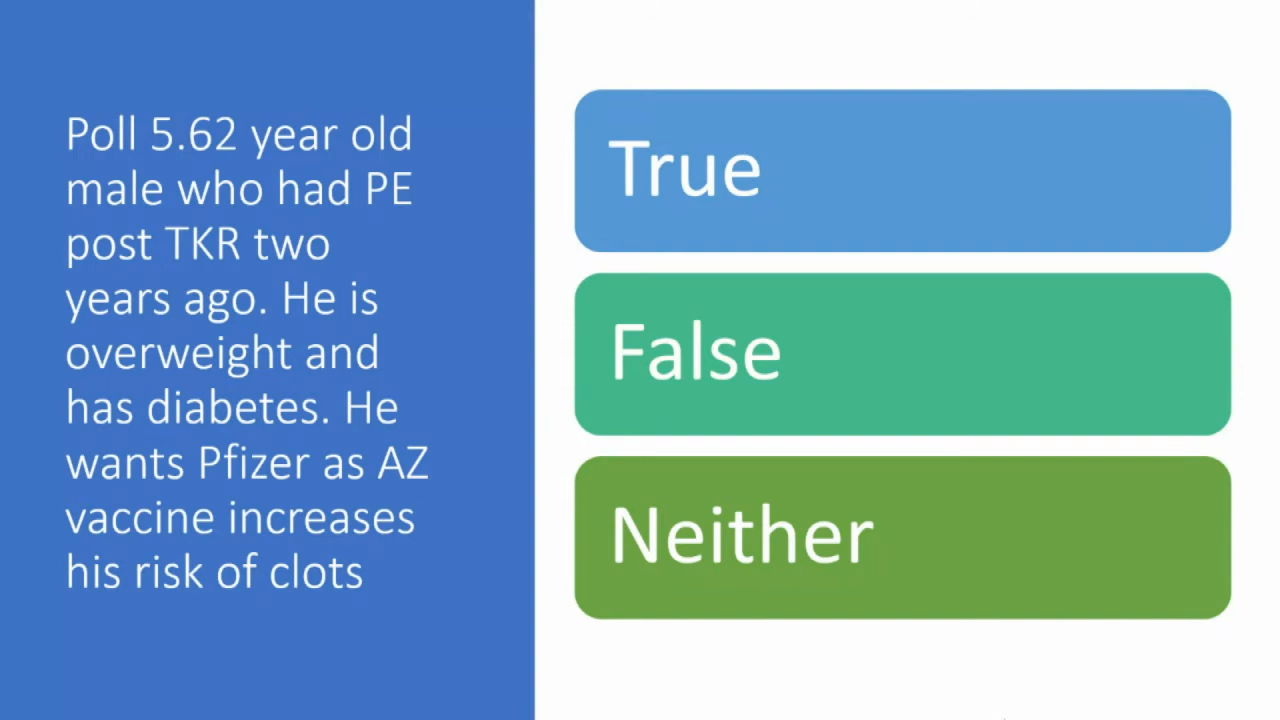 Poll 5.62 year old
male who had PE
post TKR two
years ago. He is
overweight and
has diabetes. He
wants Pfizer as AZ
vaccine increases
his risk of clots
True
False
Neither